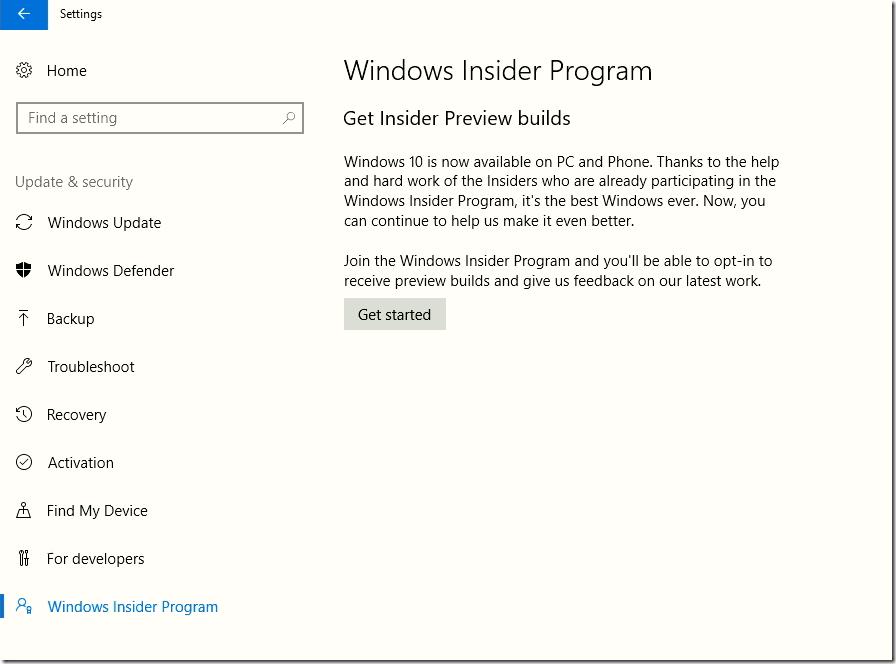 Settings
Home
Find a setting
Update & security
Windows Update
Windows Defender
Backup
Troubleshoot
Recovery
Activation
Find My Device
For developers
Windows Insider Program
Windows Insider Program
Get Insider Preview builds
Windows 10 is now available on PC and Phone. Thanks to the help
and hard work of the Insiders who are already participating in the
Windows Insider Program, it's the best Windows ever. Now, you
can continue to help us make it even better.
Join the Windows Insider Program and you'll be able to opt-in to
receive preview builds and give us feedback on our latest work.
Get started